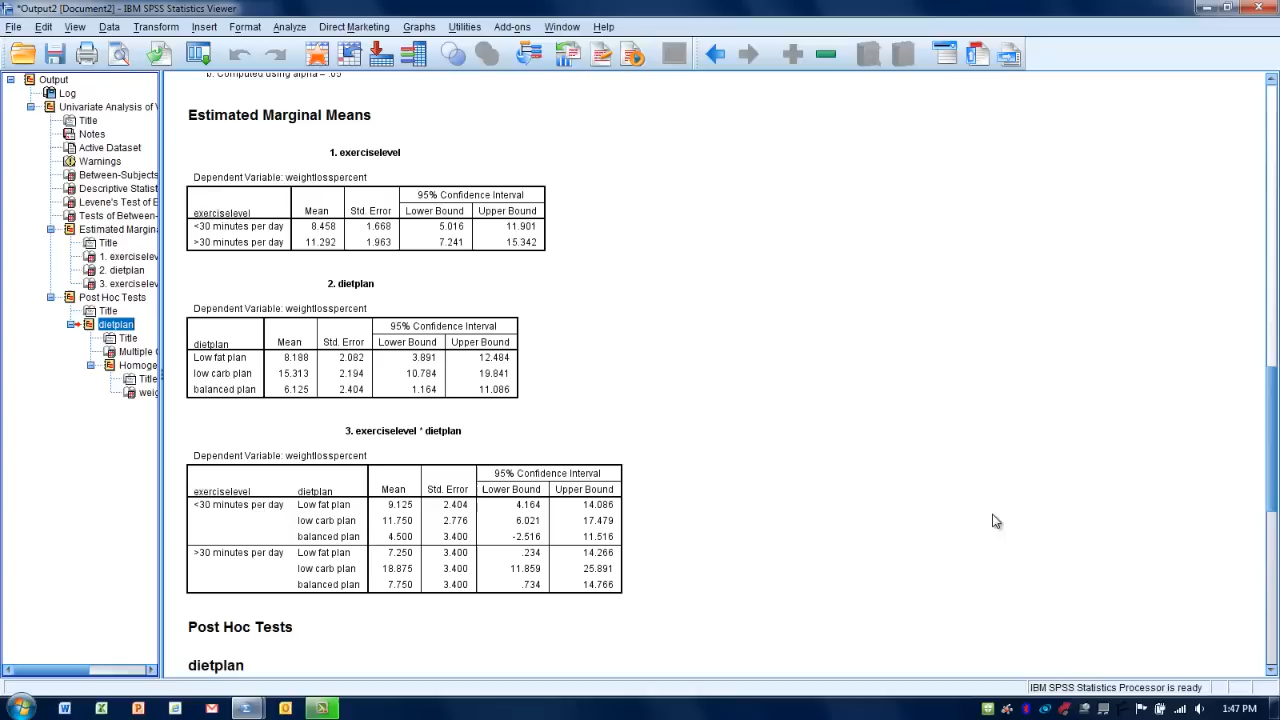 *Output2 [Document2] - IBM SPSS Statistics Viewer
File Edit View Data Transform Insert Format Analyze Direct Marketing Graphs Utilities Add-ons Window Help
Output
Log
Univariate Analysis of V
Title
Notes
Active Dataset
Warnings
Between-Subjects
Descriptive Statist
Levene's Test of E
Tests of Between-
Estimated Margina
Title
1. exerciselev
2. dietplan
3. exerciselev
Post Hoc Tests
Title
dietplan
Title
Multiple C
Homoge
Title
weig
b. Computed using alpha = .05
Estimated Marginal Means
1. exerciselevel
Dependent Variable: weightlosspercent
95% Confidence Interval
exerciselevel Mean Std. Error Lower Bound Upper Bound
<30 minutes per day 8.458 1.668 5.016 11.901
>30 minutes per day 11.292 1.963 7.241 15.342
2. dietplan
Dependent Variable: weightlosspercent
95% Confidence Interval
dietplan Mean Std. Error Lower Bound Upper Bound
Low fat plan 8.188 2.082 3.891 12.484
low carb plan 15.313 2.194 10.784 19.841
balanced plan 6.125 2.404 1.164 11.086
3. exerciselevel * dietplan
Dependent Variable: weightlosspercent
95% Confidence Interval
exerciselevel dietplan Mean Std. Error Lower Bound Upper Bound
<30 minutes per day Low fat plan 9.125 2.404 4.164 14.086
low carb plan 11.750 2.776 6.021 17.479
balanced plan 4.500 3.400 -2.516 11.516
>30 minutes per day Low fat plan 7.250 3.400 .234 14.266
low carb plan 18.875 3.400 11.859 25.891
balanced plan 7.750 3.400 .734 14.766
Post Hoc Tests
dietplan
IBM SPSS Statistics Processor is ready
1:47 PM